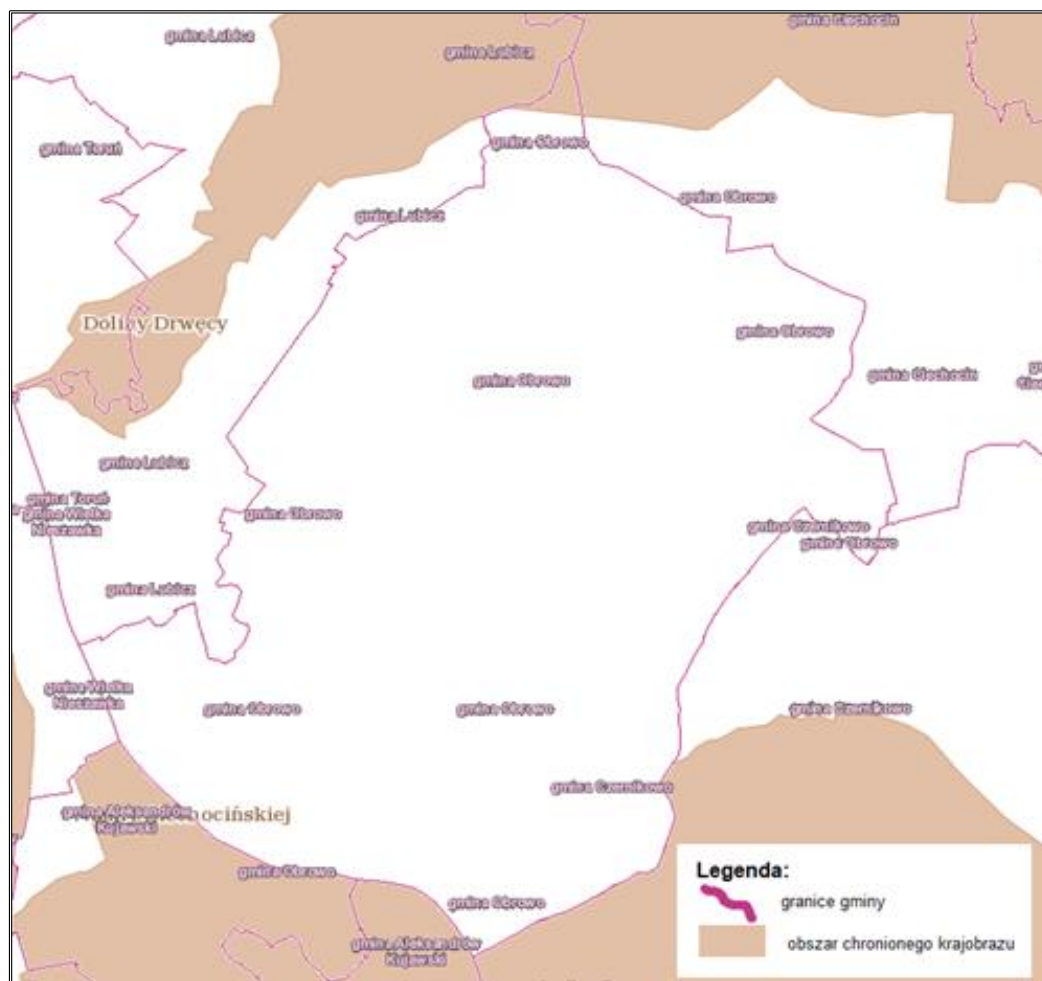 gmina Ciechocin
gmina Lubicz
gmina Lubicz
gmina Toruń
gmina Obrowo
gmina Obrowo
gmina Lubicz
Doliny Drwęcy
gmina Obrowo
gmina Obrowo
gmina Ciechocin
gmina Lubicz
gmina Toruń
gmina Wielka
Nieszawka
gmina Obrowo
gmina Czernikowo
gmina Obrowo
gmina Lubicz
gmina Wielka
Nieszawka
gmina Obrowo
gmina Obrowo
gmina Czernikowo
gmina Czernikowo
gmina Aleksandrów
Kujawski
ocińskiej
gmina Obrowo
gmina Obrowo
gmina Aleksandrów
Kujawski
Legenda:
granice gminy
obszar chronionego krajobrazu